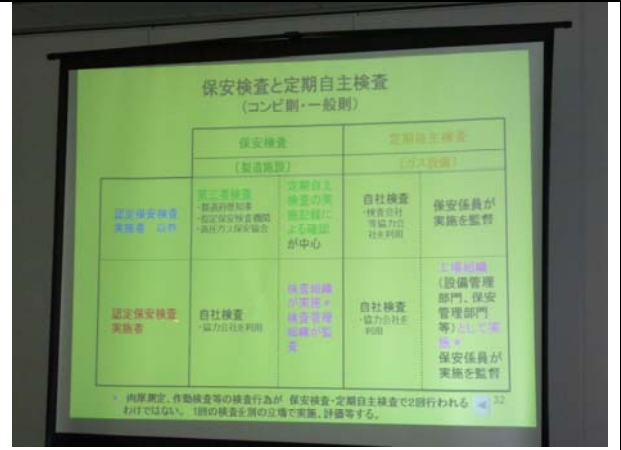 保安検査と定期自主検査
(コンビ則・一般則)
保安検査
定期自主検査
(製造施設)
(ガス設備)
認定保安検査
実施者 以外
第三者検査
・都道府県知事
・指定保安検査機関
・高圧ガス保安協会
定期自主
検査の実
施記録に
よる確認
が中心
自社検査
・検査会社
等協力会
社を利用
保安係員が
実施を監督
認定保安検査
実施者
自社検査
・協力会社を利用
検査組織
が実施＊
検査管理
組織が監
査
自社検査
・協力会社を
利用
工場組織
(設備管理
部門、保安
管理部門
等)として実
施＊
保安係員が
実施を監督
＊ 肉厚測定、作動検査等の検査行為が 保安検査・定期自主検査で2回行われる
わけではない。 1回の検査を別の立場で実施、評価等する。
32